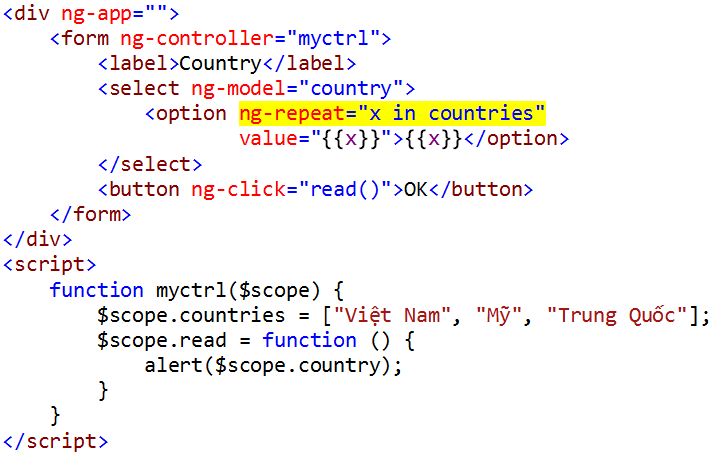 <div ng-app="">
    <form ng-controller="myctrl">
        <label>Country</label>
        <select ng-model="country">
            <option ng-repeat="x in countries"
                    value="{{x}}">{{x}}</option>
        </select>
        <button ng-click="read()">OK</button>
    </form>
</div>
<script>
    function myctrl($scope) {
        $scope.countries = ["Việt Nam", "Mỹ", "Trung Quốc"];
        $scope.read = function () {
            alert($scope.country);
        }
    }
</script>